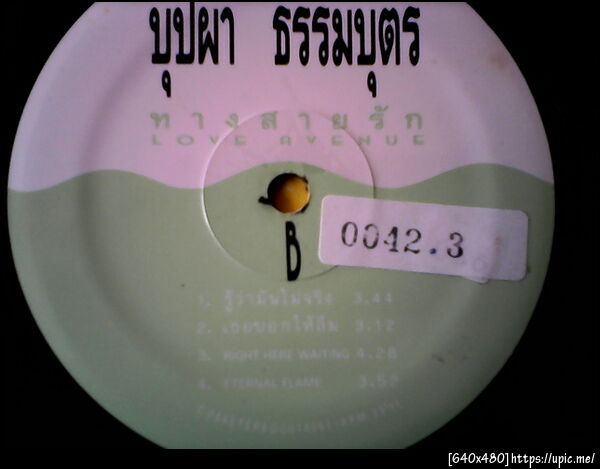 บุปผา ธรรมบุตร
ทางสายรัก
LOVE AVENUE
B
0042.3
1. รู้ว่ามันไม่จริง 3.44
2. เธอบอกให้ลืม 3.12
3. RIGHT HERE WAITING 4.28
4. ETERNAL FLAME 3.52
[640x480]https://upic.me/